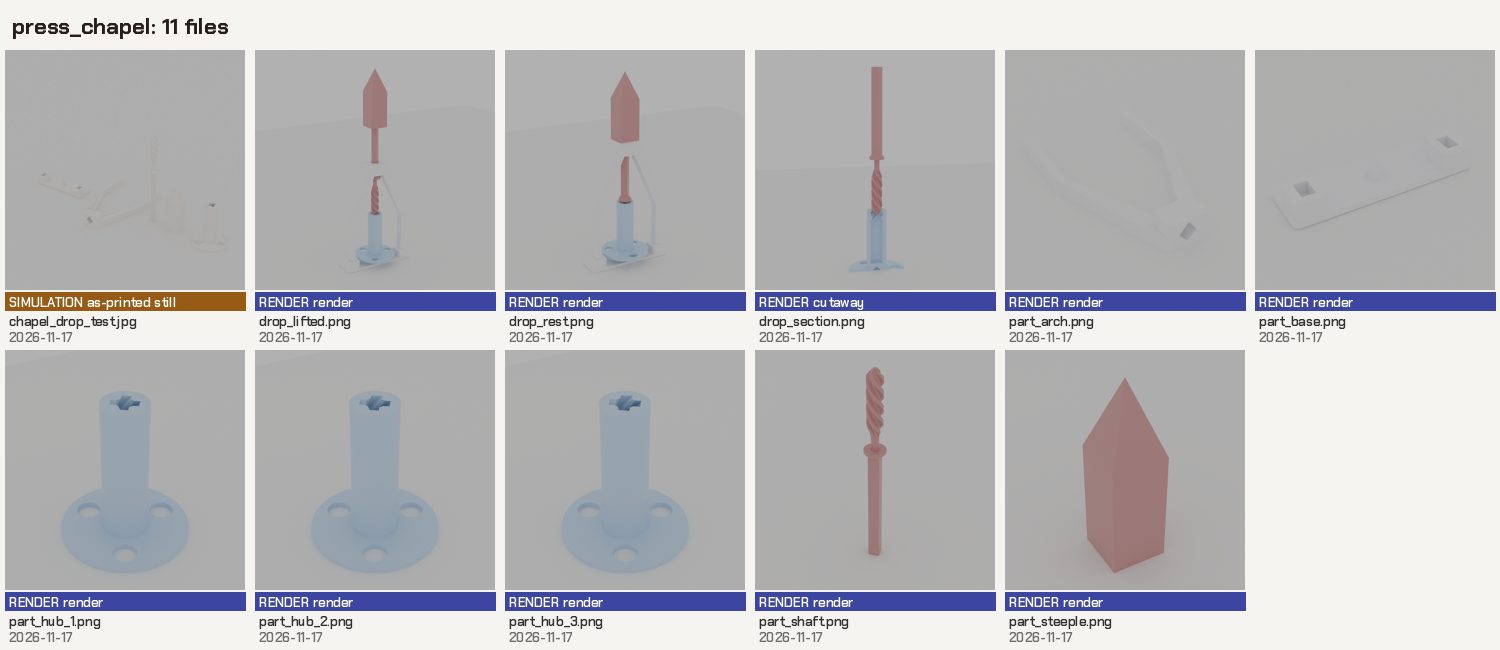 press_chapel: 11 files
SIMULATION as-printed still
chapel_drop_test.jpg
2026-11-17
RENDER render
drop_lifted.png
2026-11-17
RENDER render
drop_rest.png
2026-11-17
RENDER cutaway
drop_section.png
2026-11-17
RENDER render
part_arch.png
2026-11-17
RENDER render
part_base.png
2026-11-17
RENDER render
part_hub_1.png
2026-11-17
RENDER render
part_hub_2.png
2026-11-17
RENDER render
part_hub_3.png
2026-11-17
RENDER render
part_shaft.png
2026-11-17
RENDER render
part_steeple.png
2026-11-17